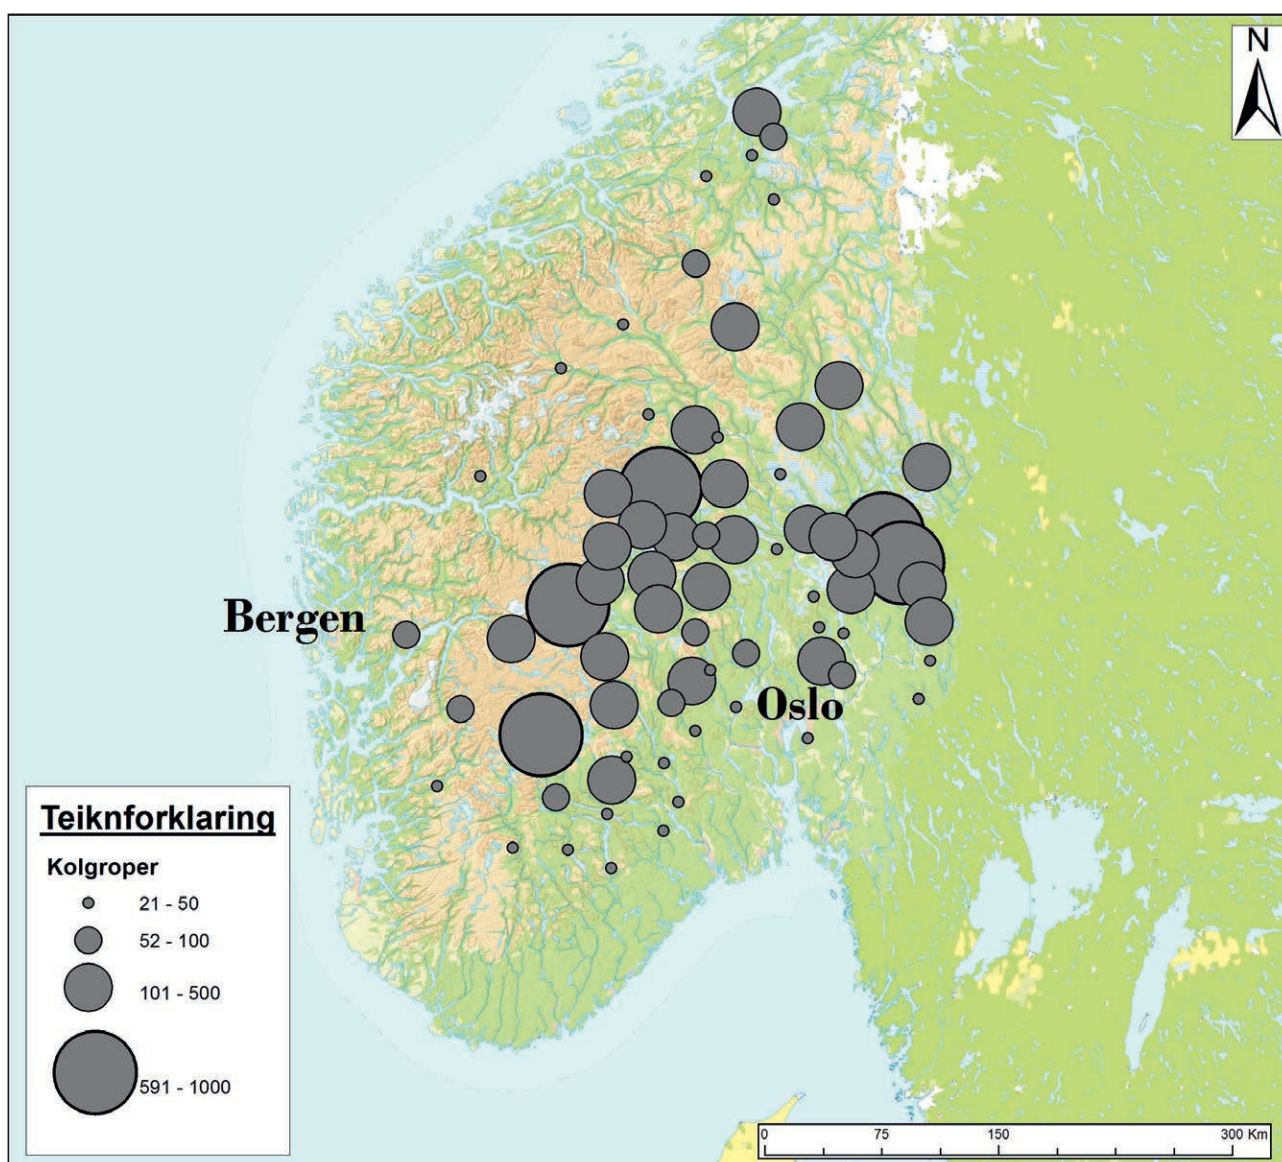 N
Bergen
Oslo
Teiknforklaring
Kolgroper
21 - 50
52 - 100
101 - 500
591 - 1000
0 75 150 300 Km